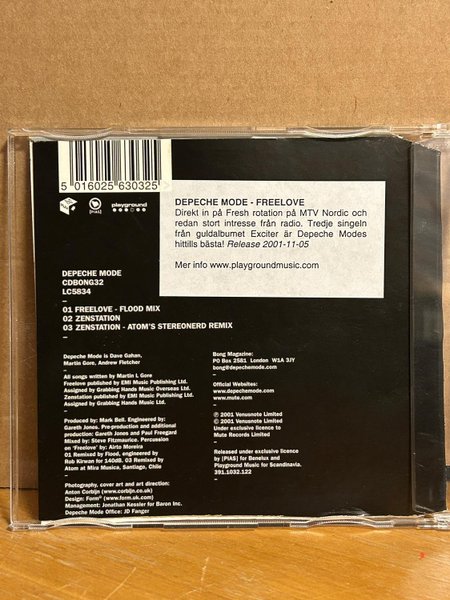 5 016025 630325
[PIAS]
playground
DEPECHE MODE - FREELOVE
Direkt in på Fresh rotation på MTV Nordic och
redan stort intresse från radio. Tredje singeln
från guldalbumet Exciter är Depeche Modes
hittills bästa! Release 2001-11-05
Mer info www.playgroundmusic.com
DEPECHE MODE
CDBONG32
LC5834
01 FREELOVE - FLOOD MIX
02 ZENSTATION
03 ZENSTATION - ATOM'S STEREONERD REMIX
Depeche Mode is Dave Gahan,
Martin Gore, Andrew Fletcher
All songs written by Martin L Gore
Freelove published by EMI Music Publishing Ltd.
Assigned by Grabbing Hands Music Overseas Ltd.
Zenstation published by EMI Music Publishing Ltd.
Assigned by Grabbing Hands Music Overseas Ltd.
Produced by: Mark Bell. Engineered by:
Gareth Jones. Pre-production and additional
production: Gareth Jones and Paul Freegard
Mixed by: Steve Fitzmaurice. Percussion
on 'Freelove' by: Airto Moreira
01 Remixed by Flood, engineered by
Rob Kirwan for 140dB. 03 Remixed by
Atom at Mira Musica, Santiago, Chile
Photography, cover art and art direction:
Anton Corbijn (www.corbijn.co.uk)
Design: Form® (www.form.uk.com)
Management: Jonathan Kessler for Baron Inc.
Depeche Mode Office: JD Fanger
Bong Magazine:
PO Box 2581 London W1A 3JY
bong@depechemode.com
Official Websites:
www.depechemode.com
www.mute.com
℗ 2001 Venusnote Limited
© 2001 Venusnote Limited
Under exclusive licence to
Mute Records Limited
Released under exclusive licence
by [PIAS] for Benelux and
Playground Music for Scandinavia.
391.1032.122